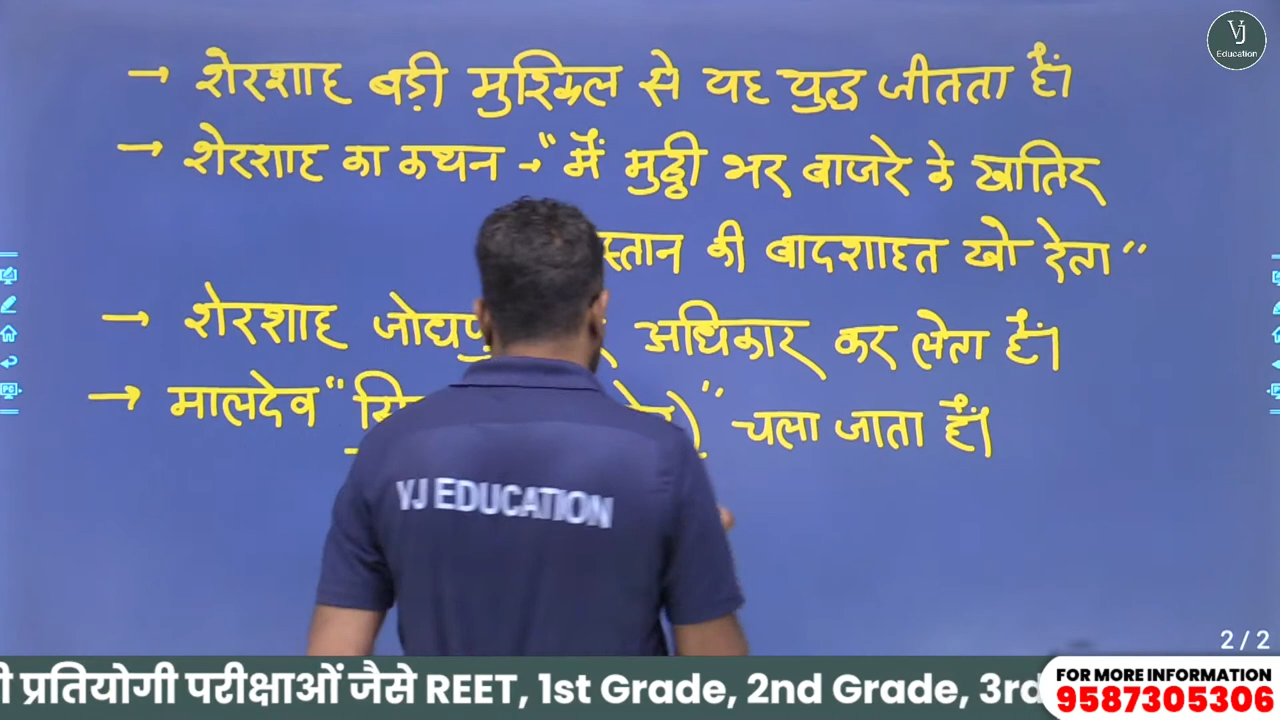 → शेरशाह बड़ी मुश्किल से यह युद्ध जीतता हैं।
→ शेरशाह का कथन → "में मुठ्ठी भर बाजरे के खातिर
स्तान की बादशाहत खो देता"
→ शेरशाह अधिकार कर लेता हैं।
→ मालदेव " " चला जाता हैं।
VJ EDUCATION
VJ
Education
2 / 2
प्रतियोगी परीक्षाओं जैसे REET, 1st Grade, 2nd Grade, 3rd
FOR MORE INFORMATION
9587305306